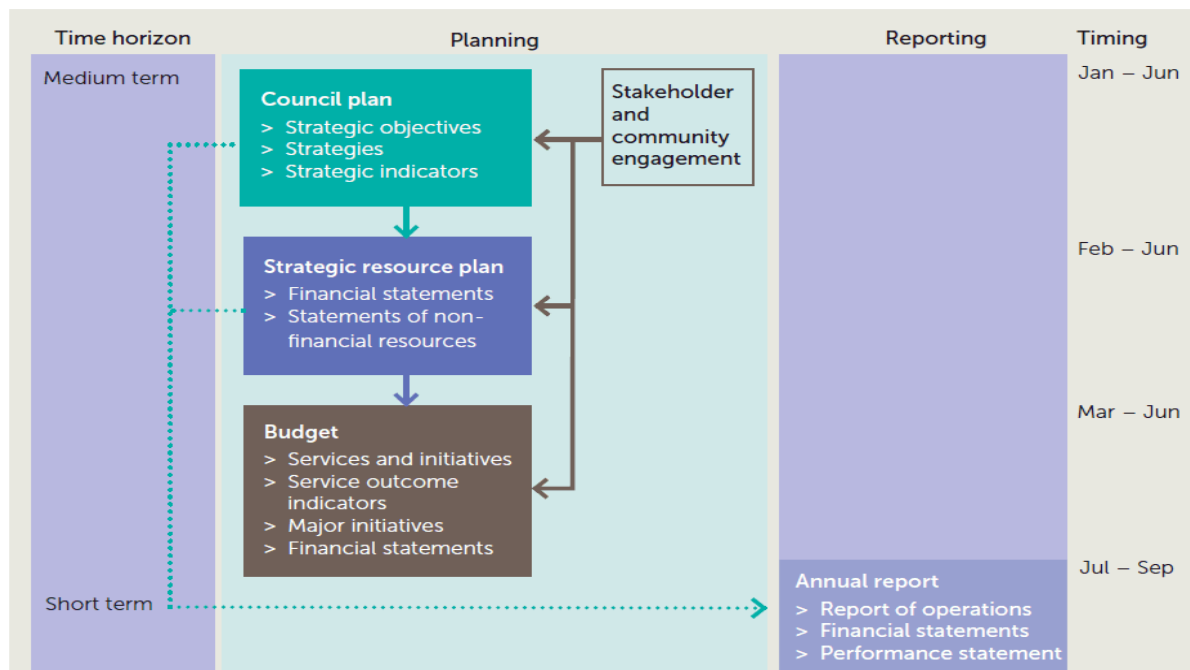 Time horizon
Planning
Reporting
Timing
Medium term
Jan – Jun
Council plan
> Strategic objectives
> Strategies
> Strategic indicators
Stakeholder
and
community
engagement
Feb – Jun
Strategic resource plan
> Financial statements
> Statements of non-
financial resources
Mar – Jun
Budget
> Services and initiatives
> Service outcome
indicators
> Major initiatives
> Financial statements
Jul – Sep
Short term
Annual report
> Report of operations
> Financial statements
> Performance statement